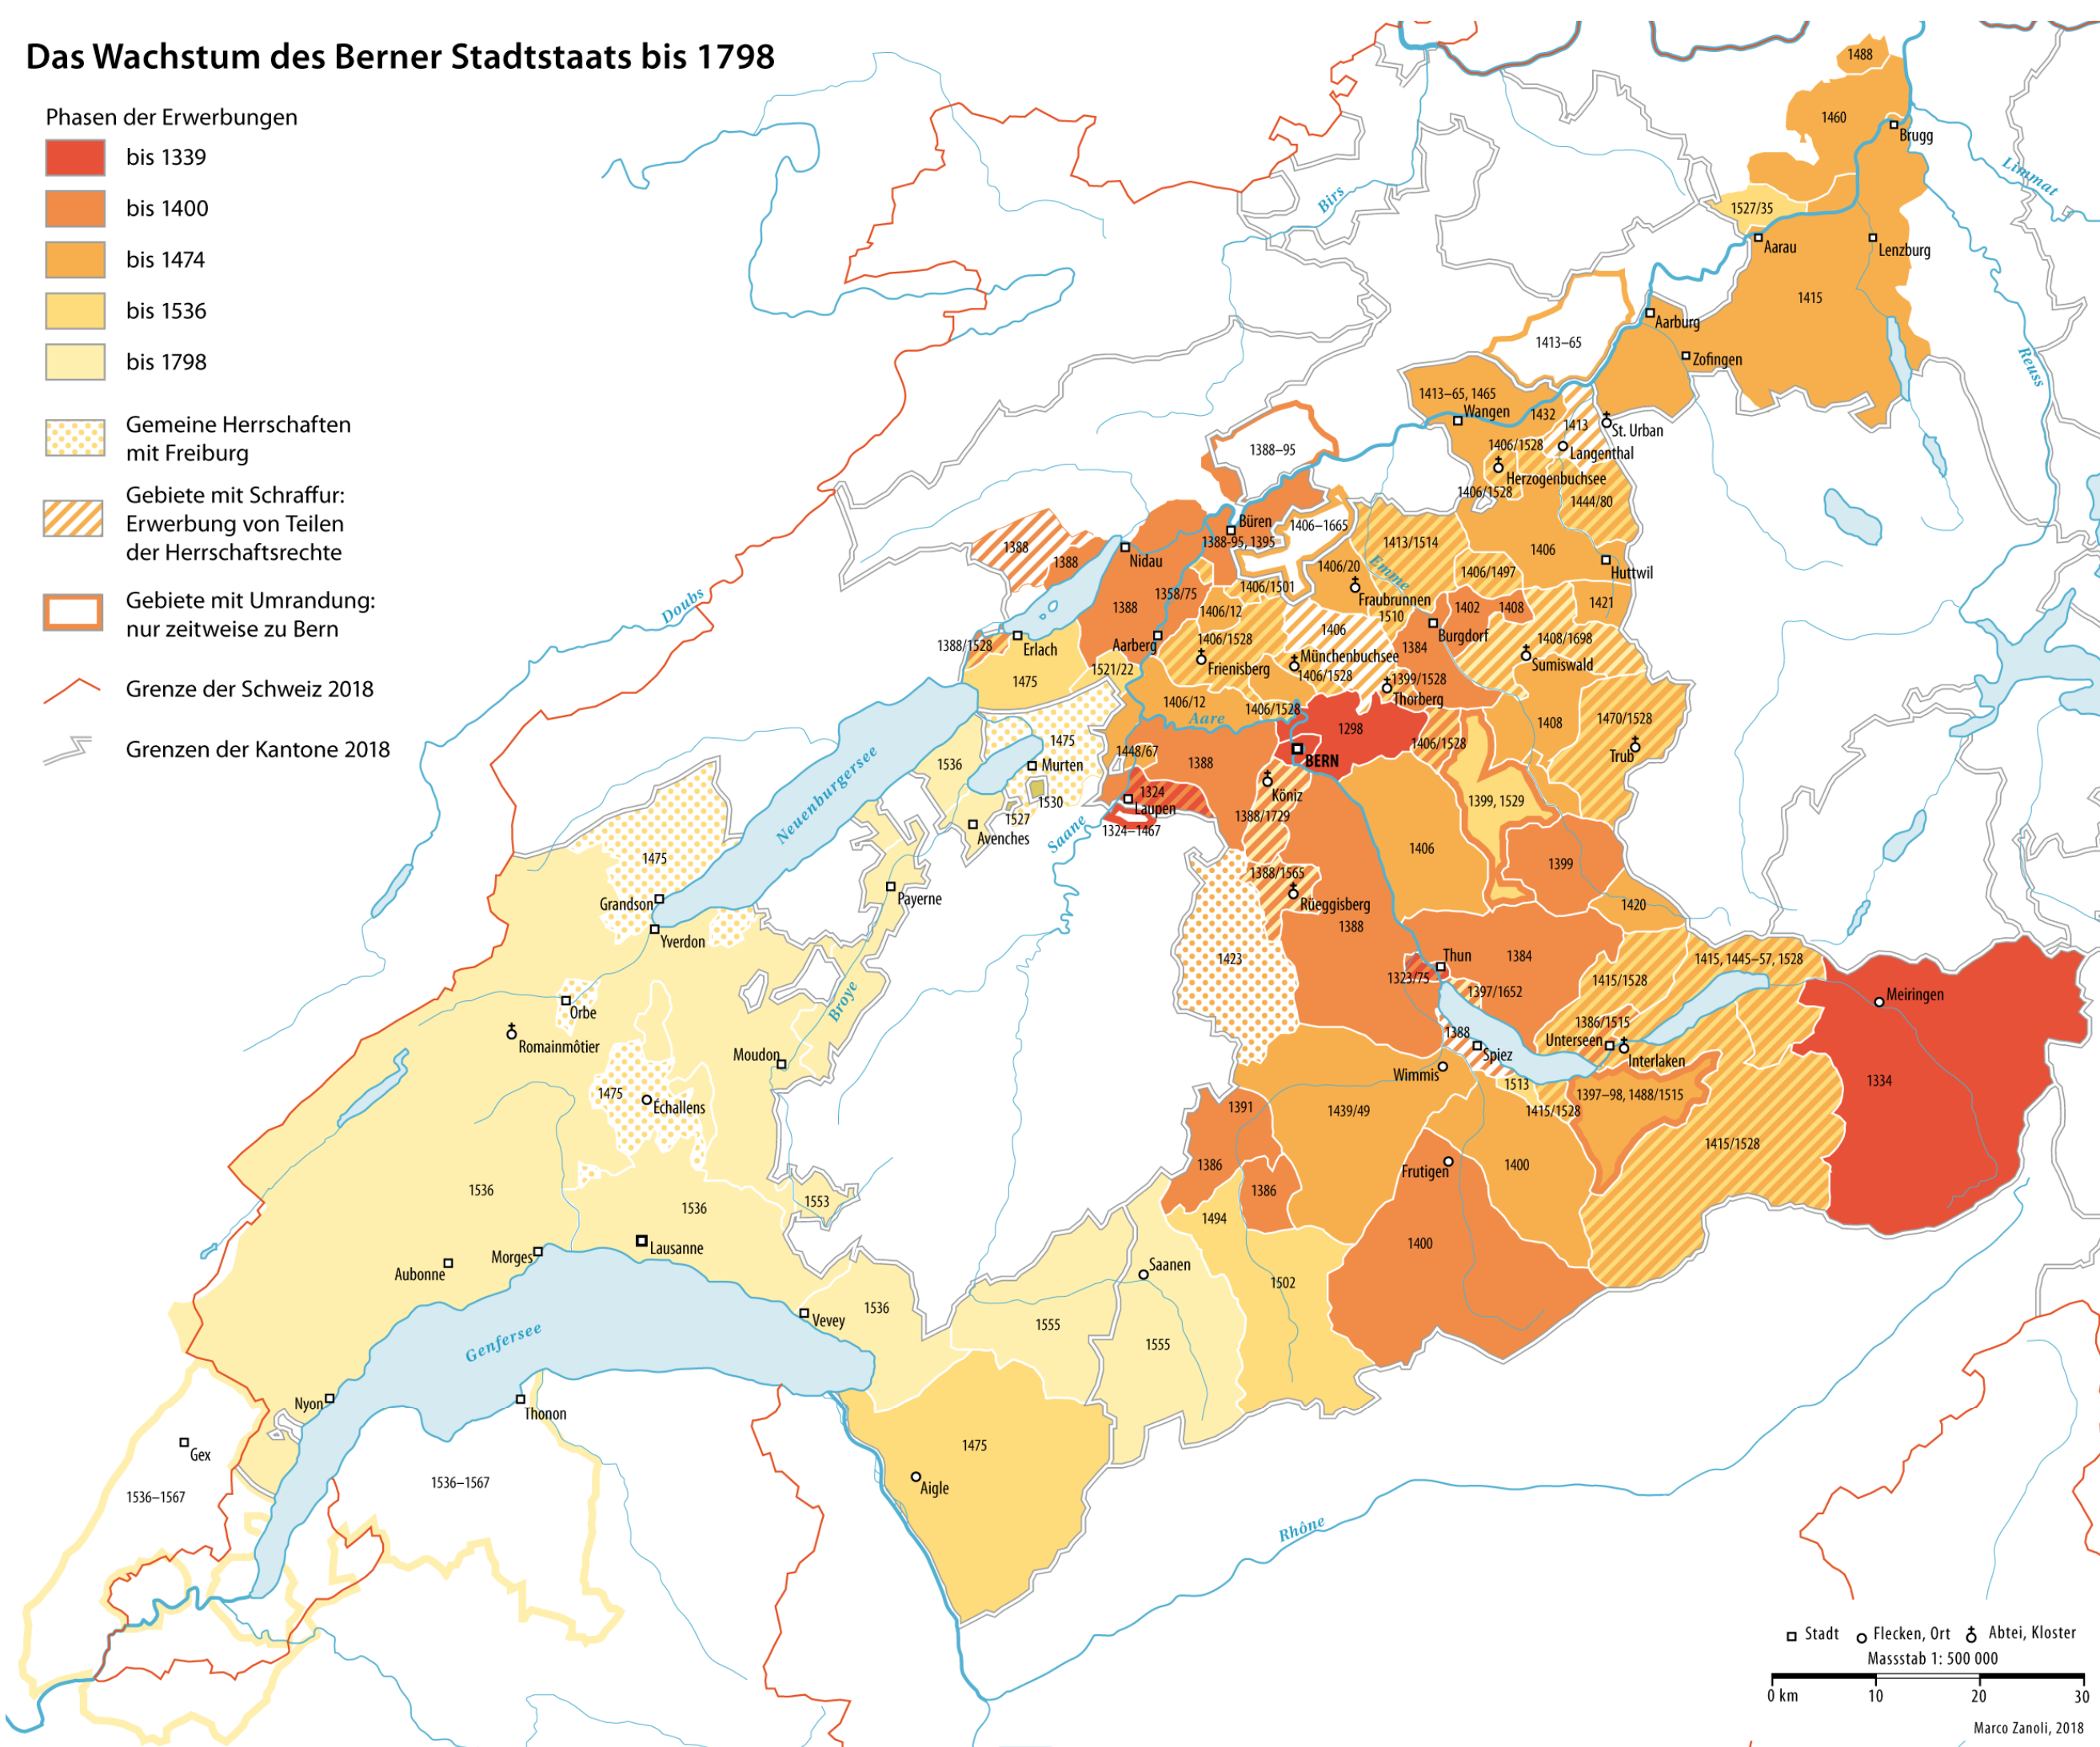 Das Wachstum des Berner Stadtstaats bis 1798
Phasen der Erwerbungen
bis 1339
bis 1400
bis 1474
bis 1536
bis 1798
Gemeine Herrschaften
mit Freiburg
Gebiete mit Schraffur:
Erwerbung von Teilen
der Herrschaftsrechte
Gebiete mit Umrandung:
nur zeitweise zu Bern
Grenze der Schweiz 2018
Grenzen der Kantone 2018
1488
1460
Brugg
Limmat
Birs
1527/35
Aarau
Lenzburg
1415
Aarburg
Zofingen
Reuss
1413–65
1413–65, 1465
Wangen
1432
1413
St. Urban
1406/1528
Langenthal
Herzogenbuchsee
1406/1528
1444/80
1388–95
Büren
1388-95, 1395
1406–1665
1413/1514
1406
Emme
1406/1497
Huttwil
1388
1388
Nidau
1388
1358/75
1406/1501
1406/20
Fraubrunnen
1510
1402
1408
1421
Burgdorf
1406/12
1406/1528
1406
1384
1408/1698
Sumiswald
Doubs
1388/1528
Erlach
Aarberg
Frienisberg
Münchenbuchsee
1406/1528
1399/1528
Thorberg
1475
1521/22
1406/12
1406/1528
Aare
1298
1406/1528
1408
1470/1528
Trub
BERN
1475
1448/67
1388
1536
Murten
1530
1527
Avenches
Saane
1324
Laupen
1324–1467
Köniz
1388/1729
1399, 1529
Neuenburgersee
1475
Grandson
Yverdon
Payerne
1406
1399
1388/1565
Rüeggisberg
1388
1420
1423
Thun
1384
1323/75
1397/1652
1415/1528
1415, 1445–57, 1528
Meiringen
Orbe
Romainmôtier
Broye
Moudon
1386/1515
Unterseen
Interlaken
1388
Spiez
Wimmis
1513
1415/1528
1397–98, 1488/1515
1334
1475
Échallens
1391
1439/49
1415/1528
1386
1386
Frutigen
1400
1536
1536
1553
1494
1400
Lausanne
Morges
Aubonne
Saanen
1502
Vevey
1536
1555
1555
Genfersee
Nyon
Thonon
Gex
1536–1567
1536–1567
1475
Aigle
Rhône
Stadt
Flecken, Ort
Abtei, Kloster
Massstab 1: 500 000
0 km 10 20 30
Marco Zanoli, 2018